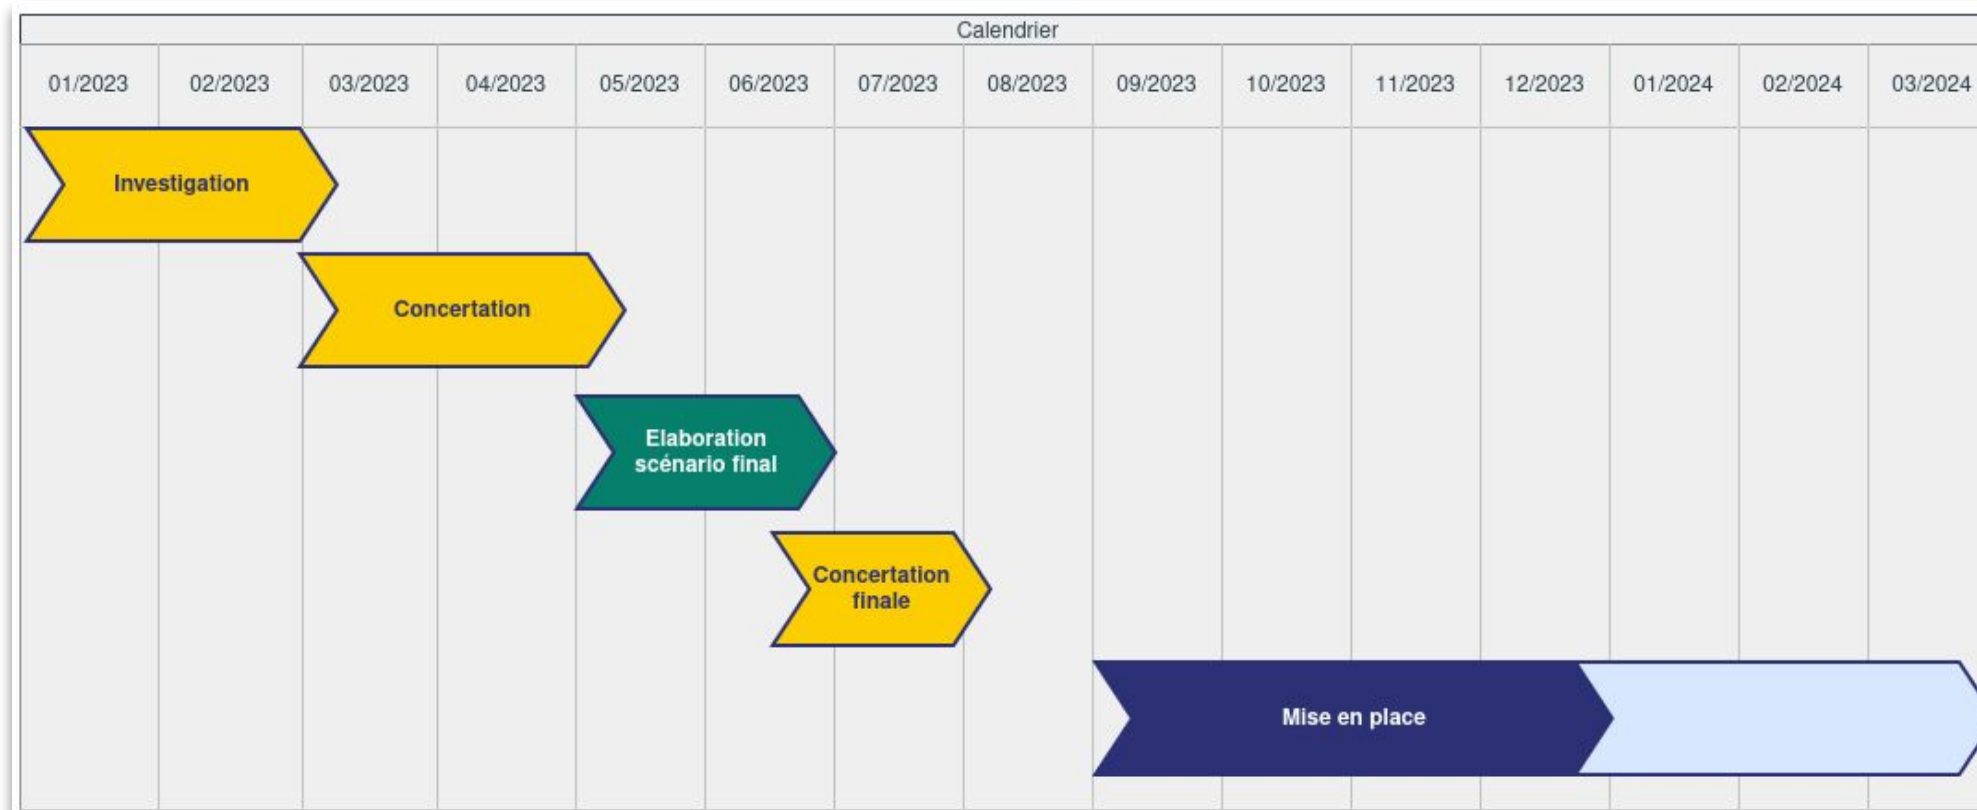 Calendrier
01/2023 02/2023 03/2023 04/2023 05/2023 06/2023 07/2023 08/2023 09/2023 10/2023 11/2023 12/2023 01/2024 02/2024 03/2024
Investigation
Concertation
Elaboration
scénario final
Concertation
finale
Mise en place